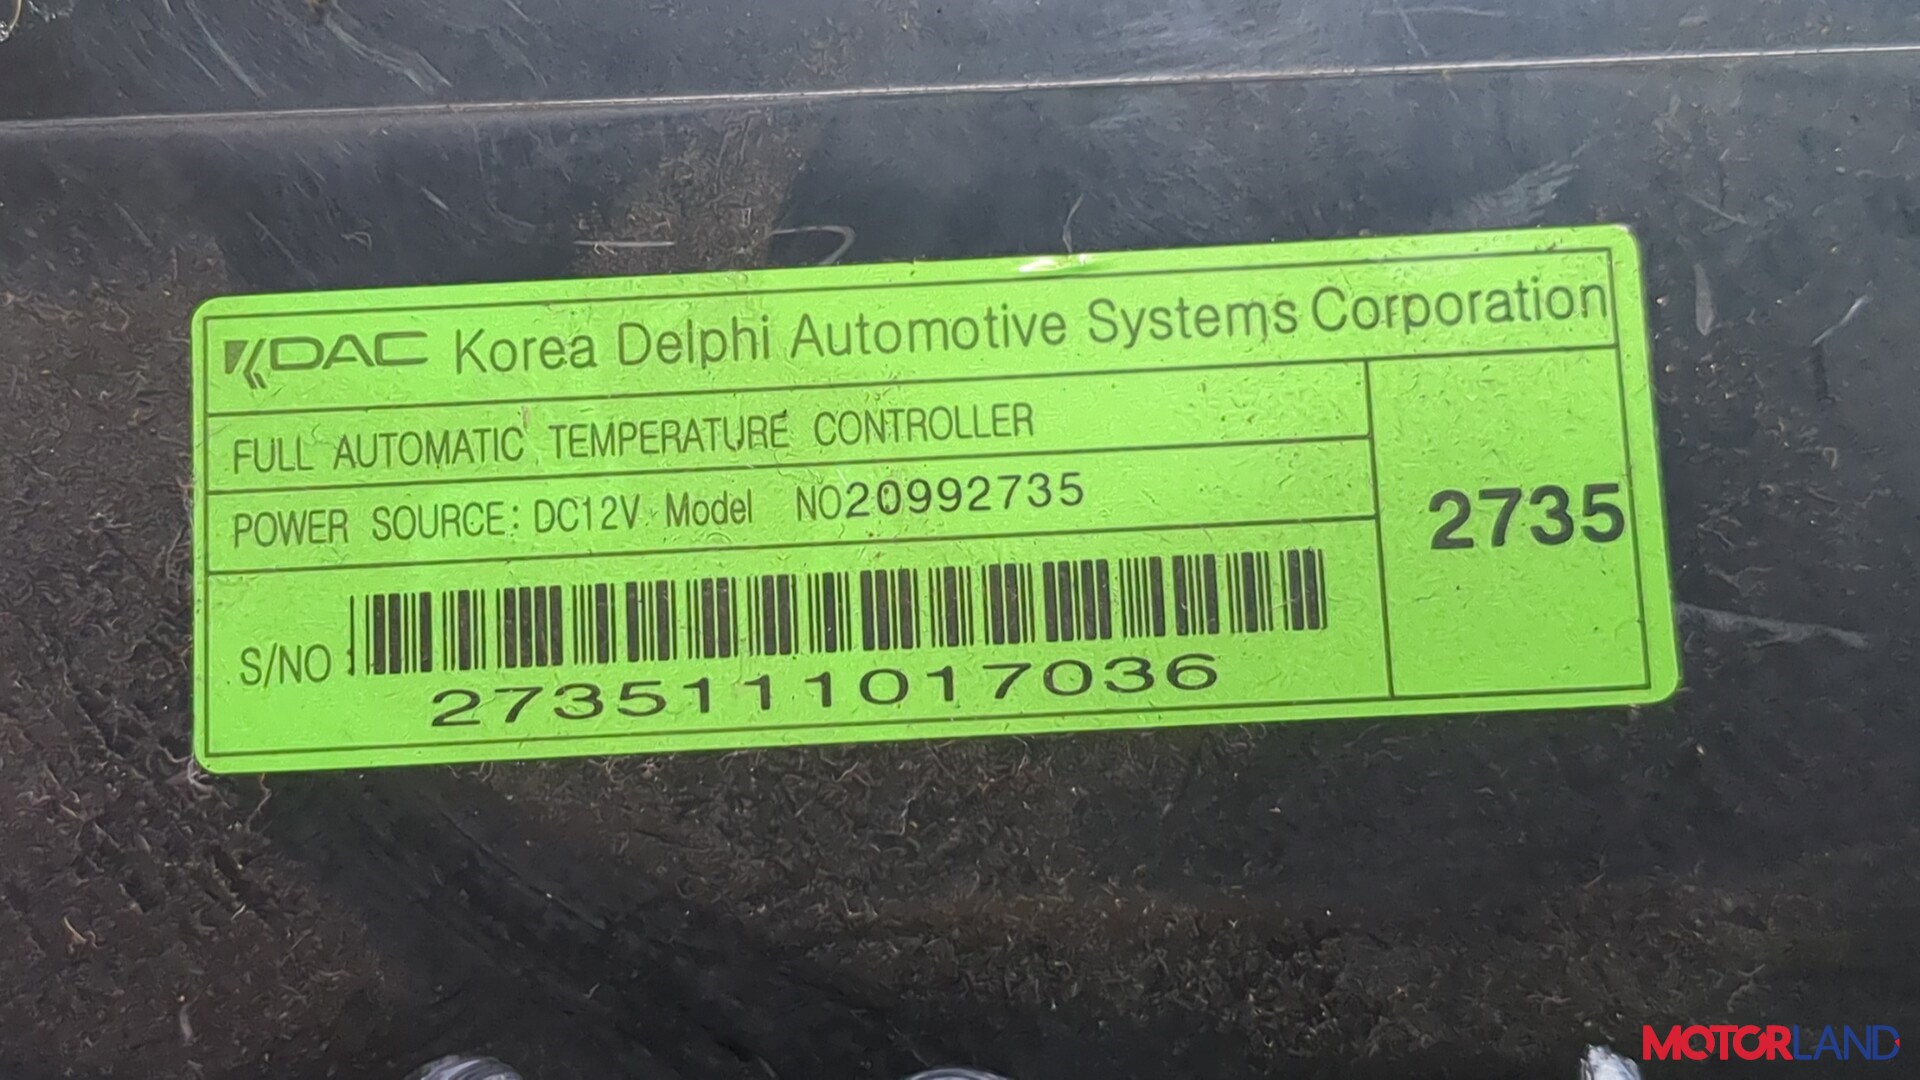 KDAC Korea Delphi Automotive Systems Corporation
FULL AUTOMATIC TEMPERATURE CONTROLLER
POWER SOURCE: DC12V Model NO20992735
2735
S/NO
2735111017036
MOTORLAND